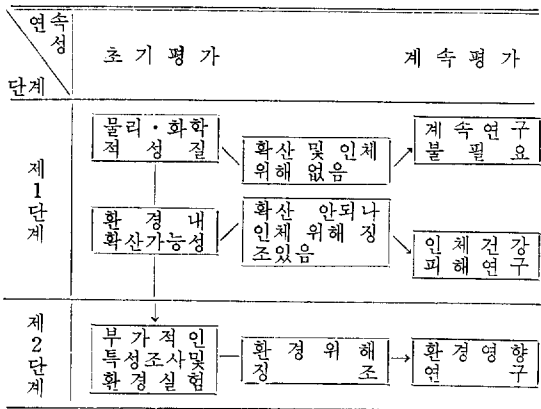 연속성
단계
초기평가
계속평가
제1단계
물리·화학
적 성 질
확산 및 인체
위해 없음
계속연구
불 필 요
환 경 내
확산가능성
확산 안되나
인체 위해 징
조있음
인체건강
피해연구
제2단계
부가적인
특성조사및
환경실험
환경위해
징 조
환경영향
연 구